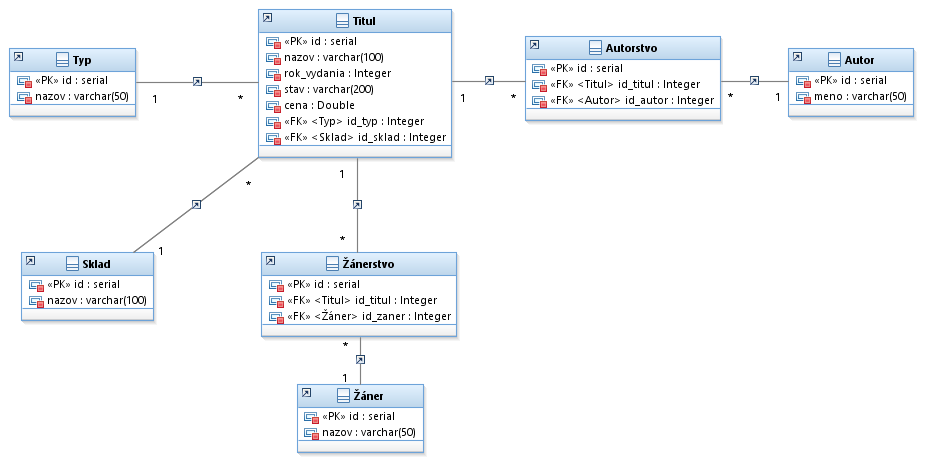 Titul
«PK» id : serial
nazov : varchar(100)
rok_vydania : Integer
stav : varchar(200)
cena : Double
«FK» <Typ> id_typ : Integer
«FK» <Sklad> id_sklad : Integer
Typ
«PK» id : serial
nazov : varchar(50)
1
*
Autorstvo
«PK» id : serial
«FK» <Titul> id_titul : Integer
«FK» <Autor> id_autor : Integer
1
*
Autor
«PK» id : serial
meno : varchar(50)
*
1
*
1
Sklad
«PK» id : serial
nazov : varchar(100)
1
*
Žánerstvo
«PK» id : serial
«FK» <Titul> id_titul : Integer
«FK» <Žáner> id_zaner : Integer
*
1
Žáner
«PK» id : serial
nazov : varchar(50)